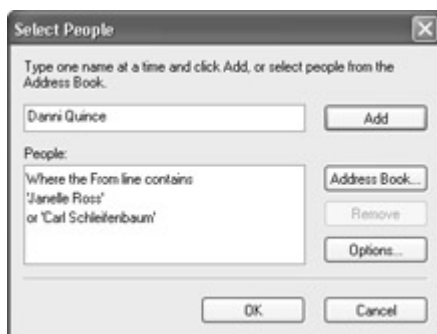 Select People
Type one name at a time and click Add, or select people from the
Address Book.
Danni Quince
Add
People:
Where the From line contains
'Janelle Ross'
or 'Carl Schleifenbaum'
Address Book...
Remove
Options...
OK
Cancel